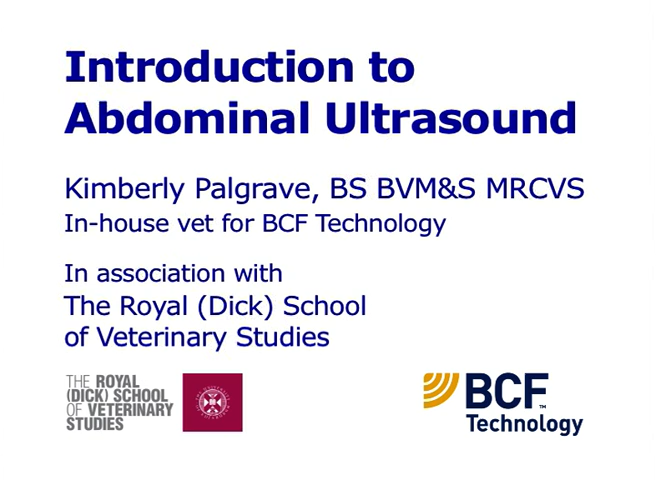 Introduction to
Abdominal Ultrasound
Kimberly Palgrave, BS BVM&S MRCVS
In-house vet for BCF Technology
In association with
The Royal (Dick) School
of Veterinary Studies
THE ROYAL
(DICK) SCHOOL
OF VETERINARY
STUDIES
BCF™
Technology